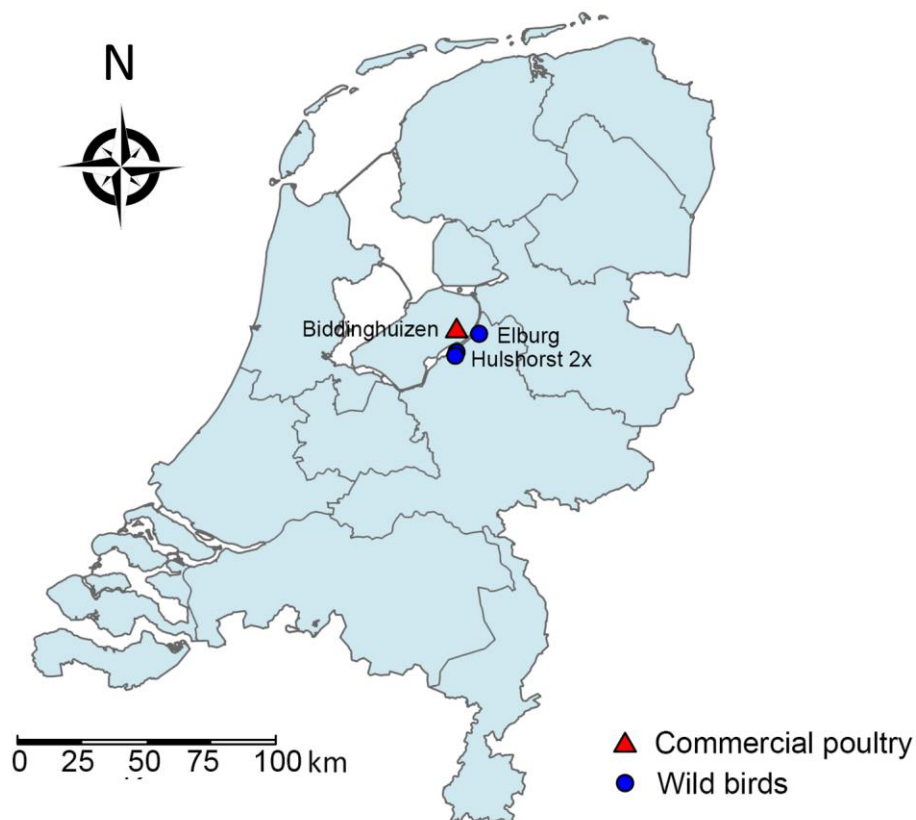 N
Biddinghuizen
Elburg
Hulshorst 2x
0 25 50 75 100 km
Commercial poultry
Wild birds